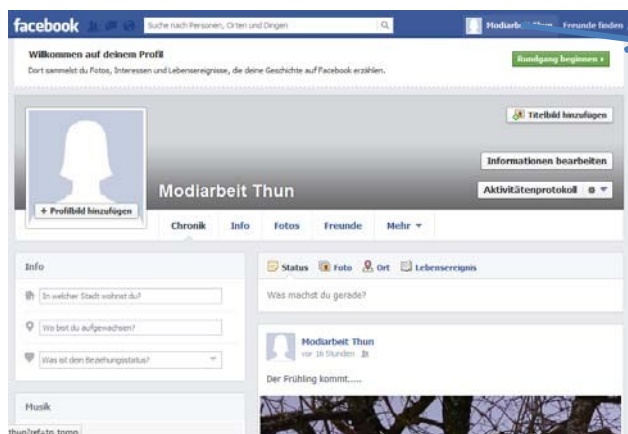 facebook
Suche nach Personen, Orten und Dingen
Modiarbeit Thun Freunde finden
Willkommen auf deinem Profil
Dort sammelst du Fotos, Interessen und Lebensereignisse, die deine Geschichte auf Facebook erzählen.
Rundgang beginnen
Titelbild hinzufügen
Informationen bearbeiten
Modiarbeit Thun
Aktivitätenprotokoll
+ Profilbild hinzufügen
Chronik Info Fotos Freunde Mehr
Info
In welcher Stadt wohnst du?
Wo bist du aufgewachsen?
Was ist dein Beziehungsstatus?
Musik
Status Foto Ort Lebensereignis
Was machst du gerade?
Modiarbeit Thun
vor 16 Stunden
Der Frühling kommt.....